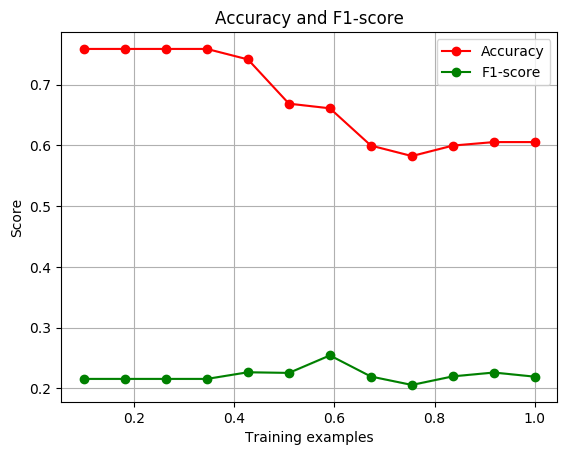 Accuracy and F1-score
Accuracy
F1-score
Score
0.7
0.6
0.5
0.4
0.3
0.2
0.2
0.4
0.6
0.8
1.0
Training examples